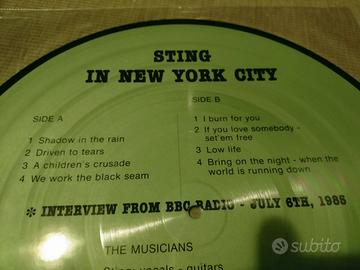 STING
IN NEW YORK CITY
SIDE A
1 Shadow in the rain
2 Driven to tears
3 A children's crusade
4 We work the black seam
SIDE B
1 I burn for you
2 If you love somebody -
set'em free
3 Low life
4 Bring on the night - when the
world is running down
* INTERVIEW FROM BBC RADIO - JULY 6TH, 1985
THE MUSICIANS
Sting: vocals - guitars
subito